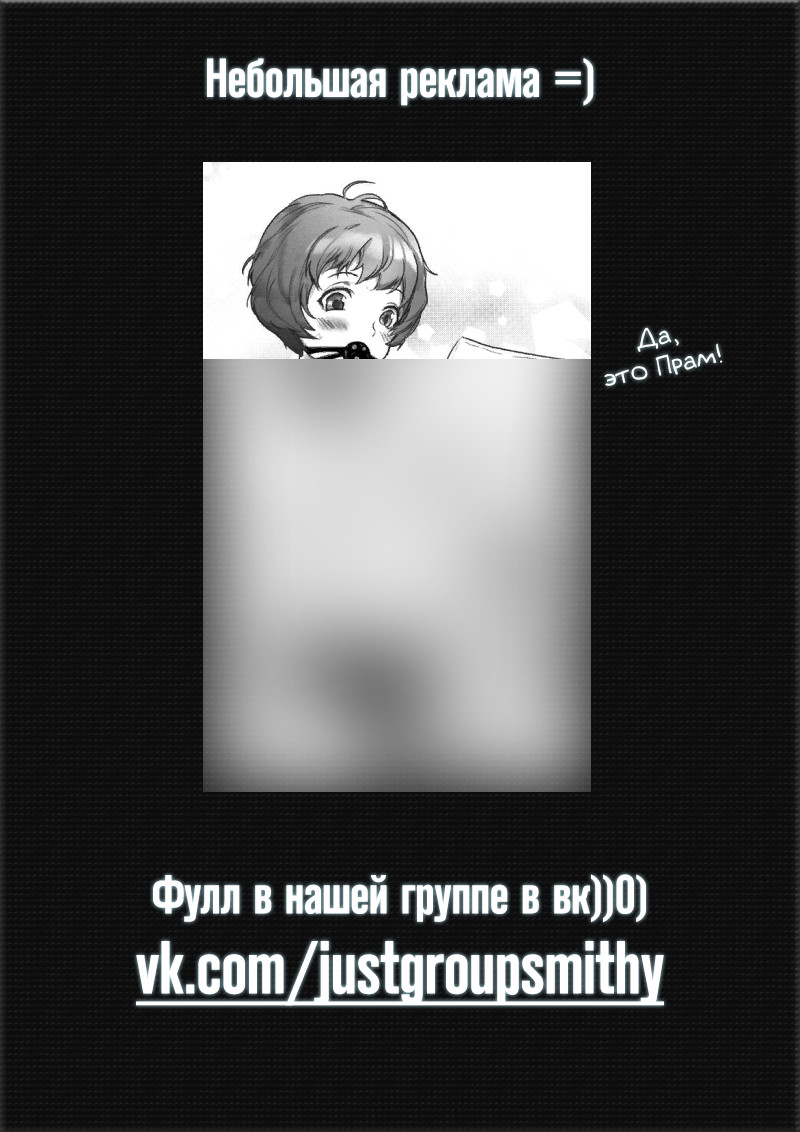 Небольшая реклама =)
Да,
это Прам!
Фулл в нашей группе в вк))0)
vk.com/justgroupsmithy